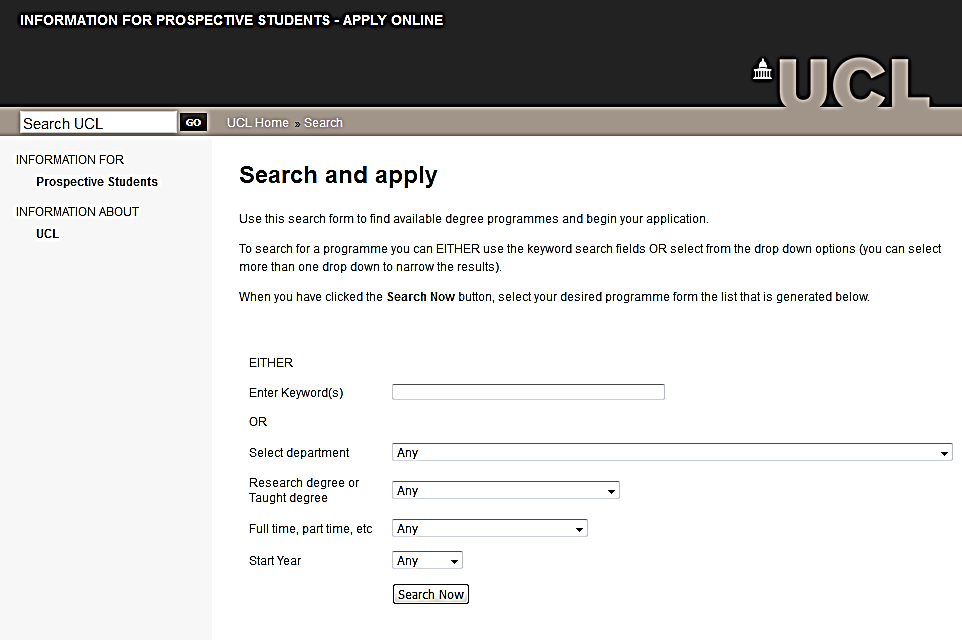 INFORMATION FOR PROSPECTIVE STUDENTS - APPLY ONLINE
UCL
Search UCL GO UCL Home » Search
INFORMATION FOR
Prospective Students
INFORMATION ABOUT
UCL
Search and apply
Use this search form to find available degree programmes and begin your application.
To search for a programme you can EITHER use the keyword search fields OR select from the drop down options (you can select
more than one drop down to narrow the results).
When you have clicked the Search Now button, select your desired programme form the list that is generated below.
EITHER
Enter Keyword(s)
OR
Select department Any
Research degree or
Taught degree Any
Full time, part time, etc Any
Start Year Any
Search Now